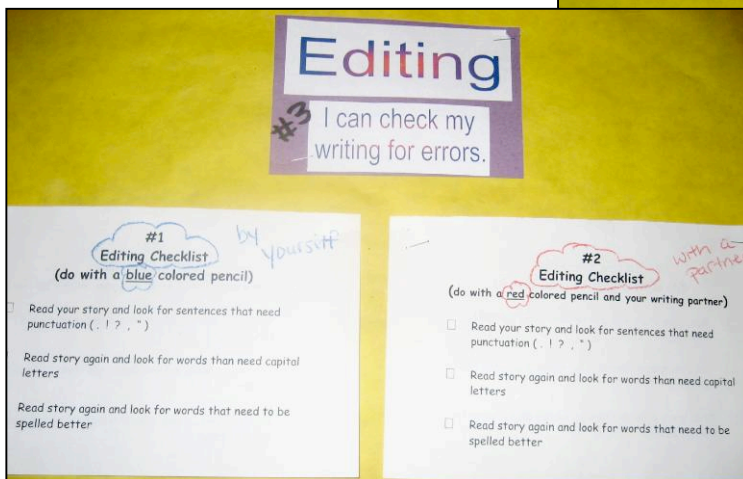 Editing
#3
I can check my
writing for errors.
#1
Editing Checklist
(do with a blue colored pencil)
by
yourself
Read your story and look for sentences that need
punctuation ( . ! ? , " )
Read story again and look for words than need capital
letters
Read story again and look for words that need to be
spelled better
#2
Editing Checklist
(do with a red colored pencil and your writing partner)
with a
partne
Read your story and look for sentences that need
punctuation ( . ! ? , " )
Read story again and look for words than need capital
letters
Read story again and look for words that need to be
spelled better